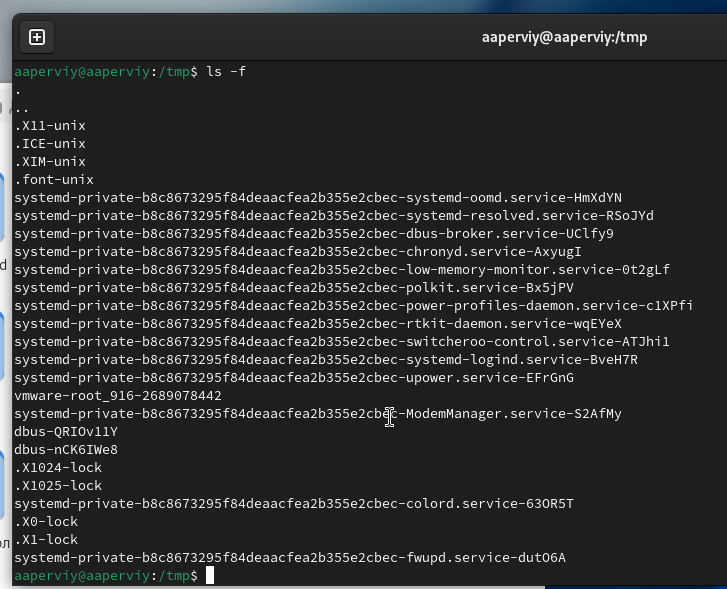 aaperviy@aaperviy:/tmp
aaperviy@aaperviy:/tmp$ ls -f
.
..
.X11-unix
.ICE-unix
.XIM-unix
.font-unix
systemd-private-b8c8673295f84deaacfea2b355e2cbec-systemd-oomd.service-HmXdYN
systemd-private-b8c8673295f84deaacfea2b355e2cbec-systemd-resolved.service-RSoJYd
systemd-private-b8c8673295f84deaacfea2b355e2cbec-dbus-broker.service-UClfy9
systemd-private-b8c8673295f84deaacfea2b355e2cbec-chronyd.service-AxyugI
systemd-private-b8c8673295f84deaacfea2b355e2cbec-low-memory-monitor.service-0t2gLf
systemd-private-b8c8673295f84deaacfea2b355e2cbec-polkit.service-Bx5jPV
systemd-private-b8c8673295f84deaacfea2b355e2cbec-power-profiles-daemon.service-c1XPfi
systemd-private-b8c8673295f84deaacfea2b355e2cbec-rtkit-daemon.service-wqEYeX
systemd-private-b8c8673295f84deaacfea2b355e2cbec-switcheroo-control.service-ATJhi1
systemd-private-b8c8673295f84deaacfea2b355e2cbec-systemd-logind.service-BveH7R
systemd-private-b8c8673295f84deaacfea2b355e2cbec-upower.service-EFrGnG
vmware-root_916-2689078442
systemd-private-b8c8673295f84deaacfea2b355e2cbec-ModemManager.service-S2AfMy
dbus-QRIOv11Y
dbus-nCK6IWe8
.X1024-lock
.X1025-lock
systemd-private-b8c8673295f84deaacfea2b355e2cbec-colord.service-63OR5T
.X0-lock
.X1-lock
systemd-private-b8c8673295f84deaacfea2b355e2cbec-fwupd.service-dutO6A
aaperviy@aaperviy:/tmp$